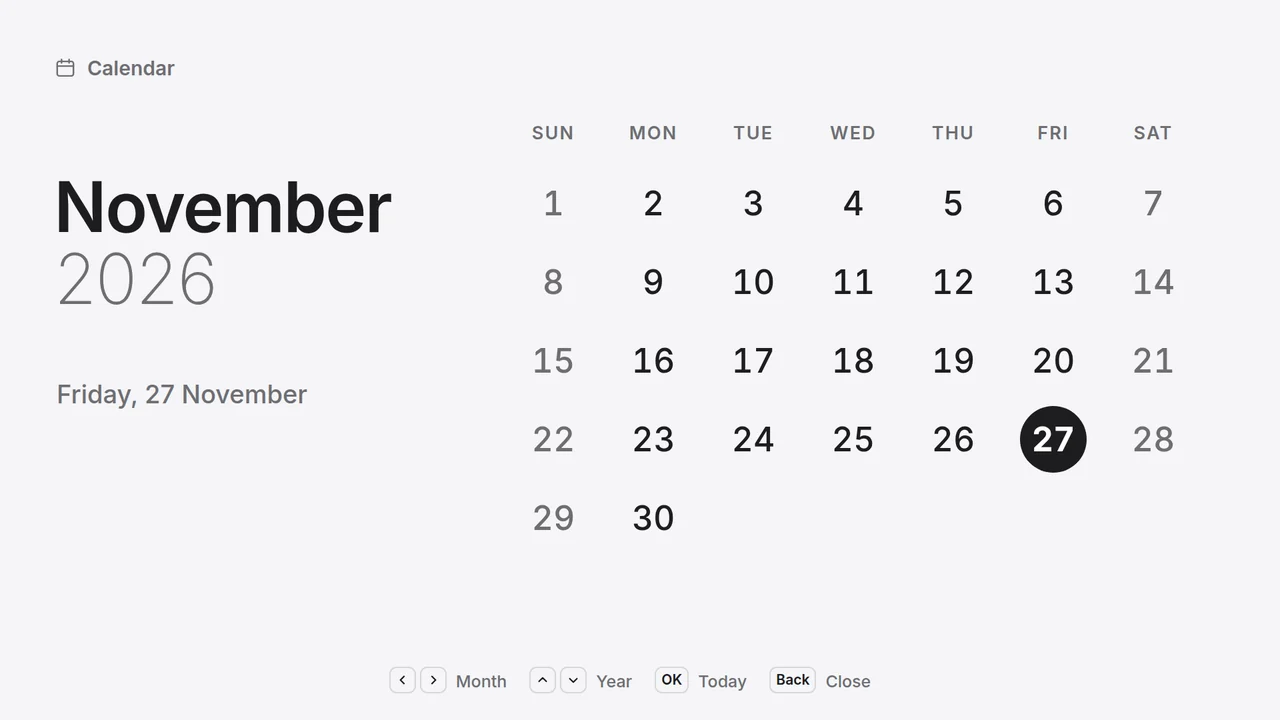 Calendar
November
2026
Friday, 27 November
SUN MON TUE WED THU FRI SAT
1 2 3 4 5 6 7
8 9 10 11 12 13 14
15 16 17 18 19 20 21
22 23 24 25 26 27 28
29 30
Month Year OK Today Back Close